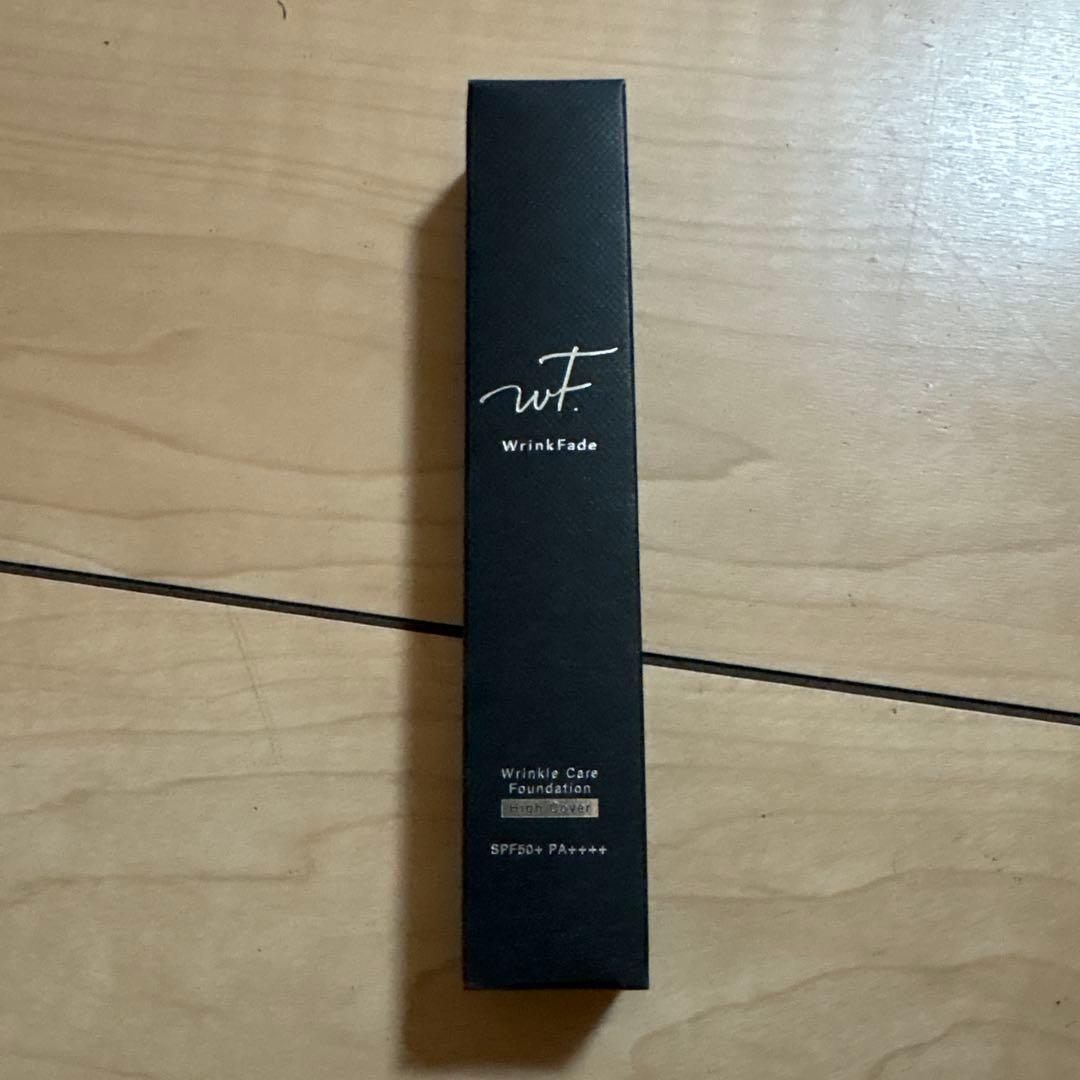 WF.
WrinkFade
Wrinkle Care
Foundation
High Cover
SPF50+ PA++++